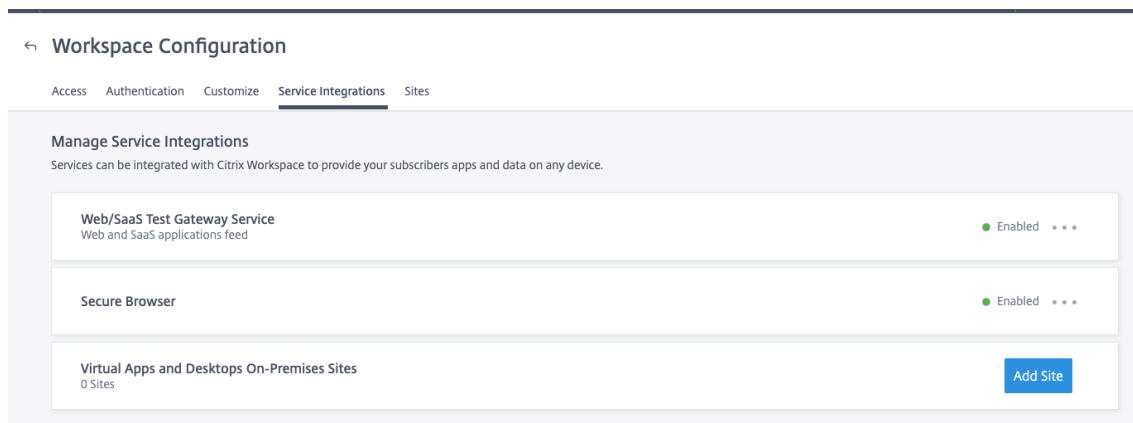 Workspace Configuration
Access Authentication Customize Service Integrations Sites
Manage Service Integrations
Services can be integrated with Citrix Workspace to provide your subscribers apps and data on any device.
Web/SaaS Test Gateway Service
Web and SaaS applications feed
Enabled
Secure Browser
Enabled
Virtual Apps and Desktops On-Premises Sites
0 Sites
Add Site